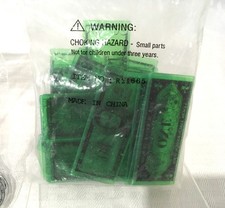 ⚠ WARNING:
CHOKING HAZARD - Small parts
Not for children under three years.
MADE IN CHINA